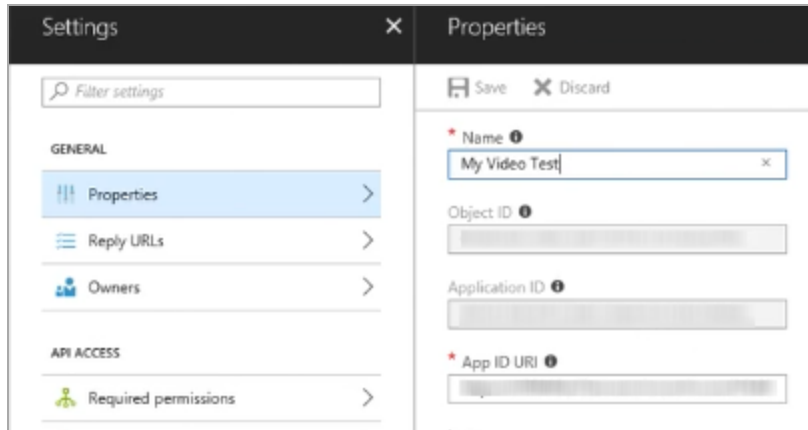 Settings
Filter settings
GENERAL
Properties
Reply URLs
Owners
API ACCESS
Required permissions
Properties
Save Discard
* Name
My Video Test
Object ID
Application ID
* App ID URI